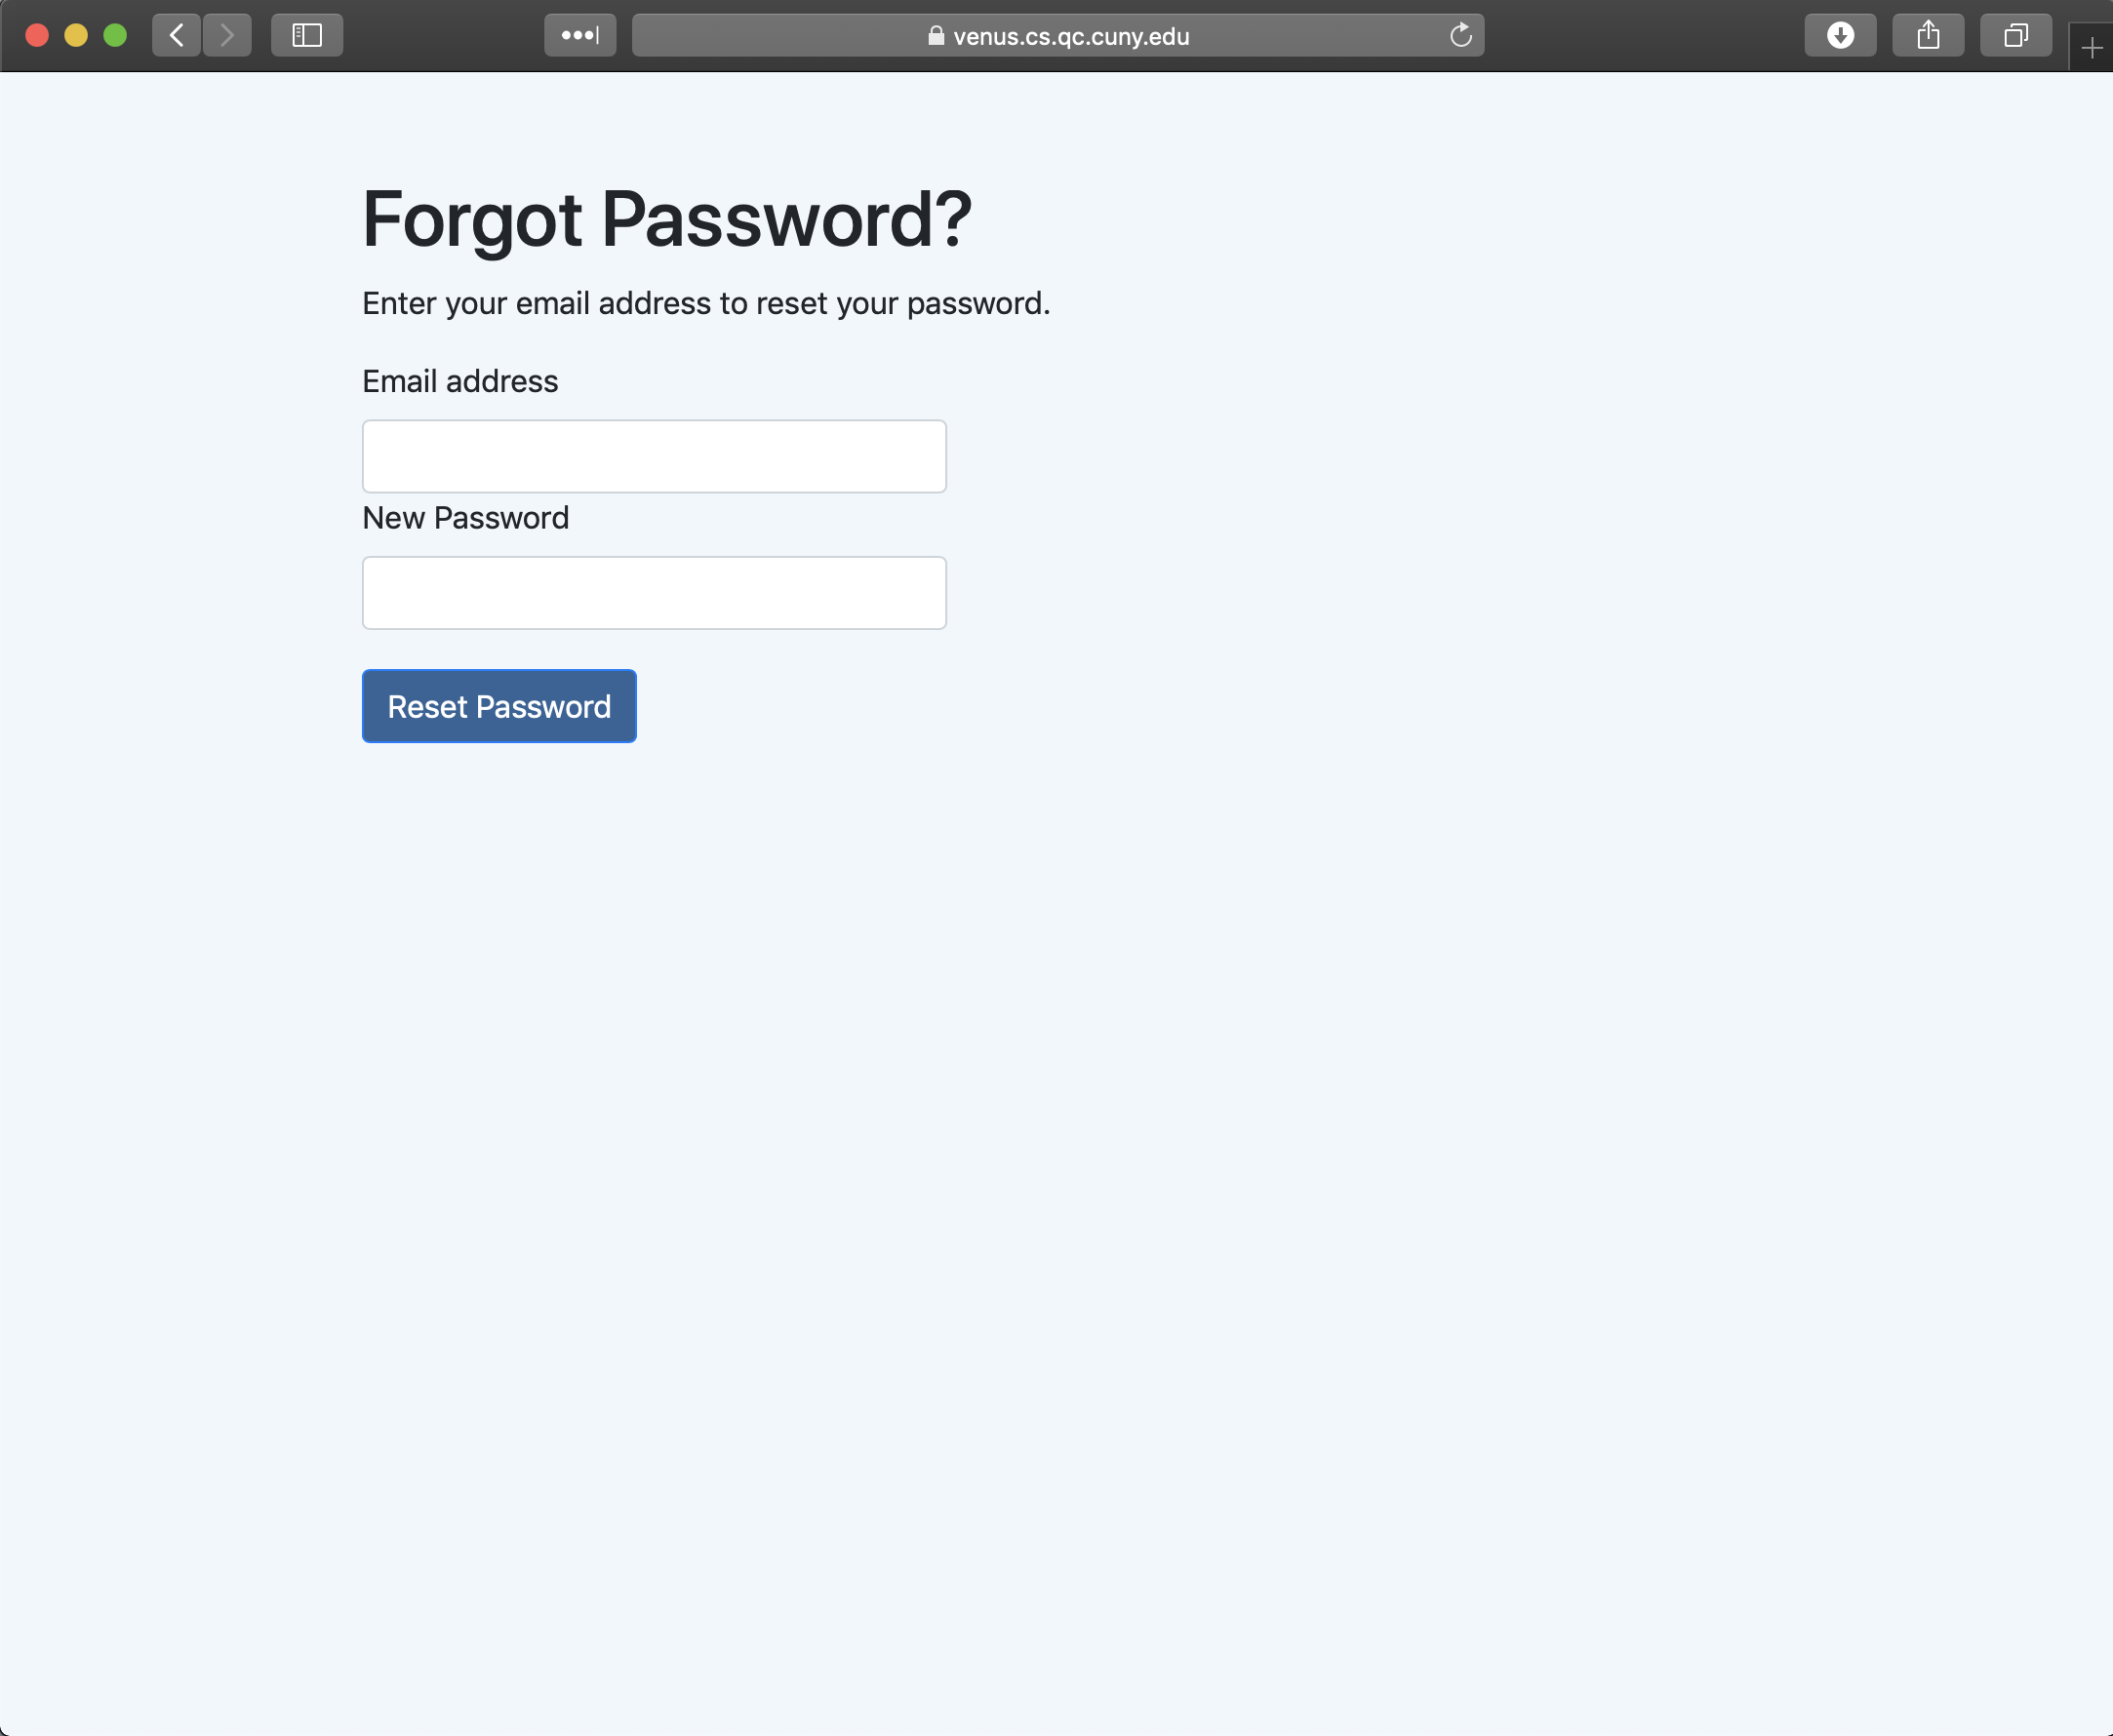 venus.cs.qc.cuny.edu
Forgot Password?
Enter your email address to reset your password.
Email address
New Password
Reset Password